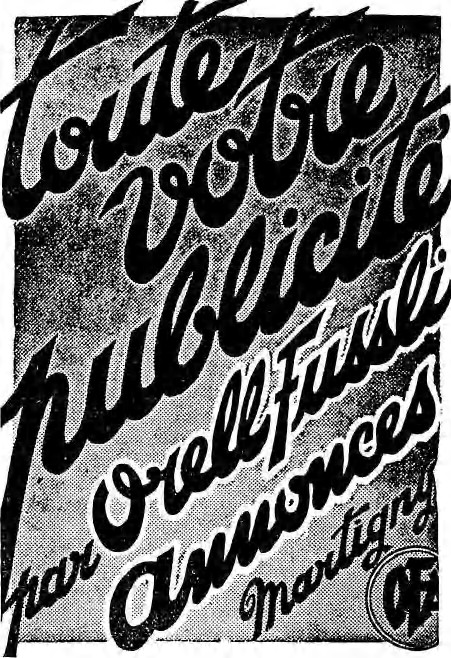 toute
votre
publicité
par Orell Fussli
Annonces
Martigny
OFA